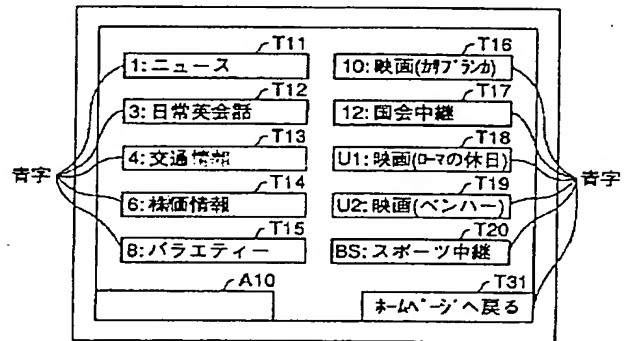 T11 T16
1:ニュース 10:映画(カサブランカ)
T12 T17
3:日常英会話 12:国会中継
T13 T18
4:交通情報 U1:映画(ローマの休日)
青字 青字
T14 T19
6:株価情報 U2:映画(ベンハー)
T15 T20
8:バラエティー BS:スポーツ中継
A10 T31
ホームページへ戻る